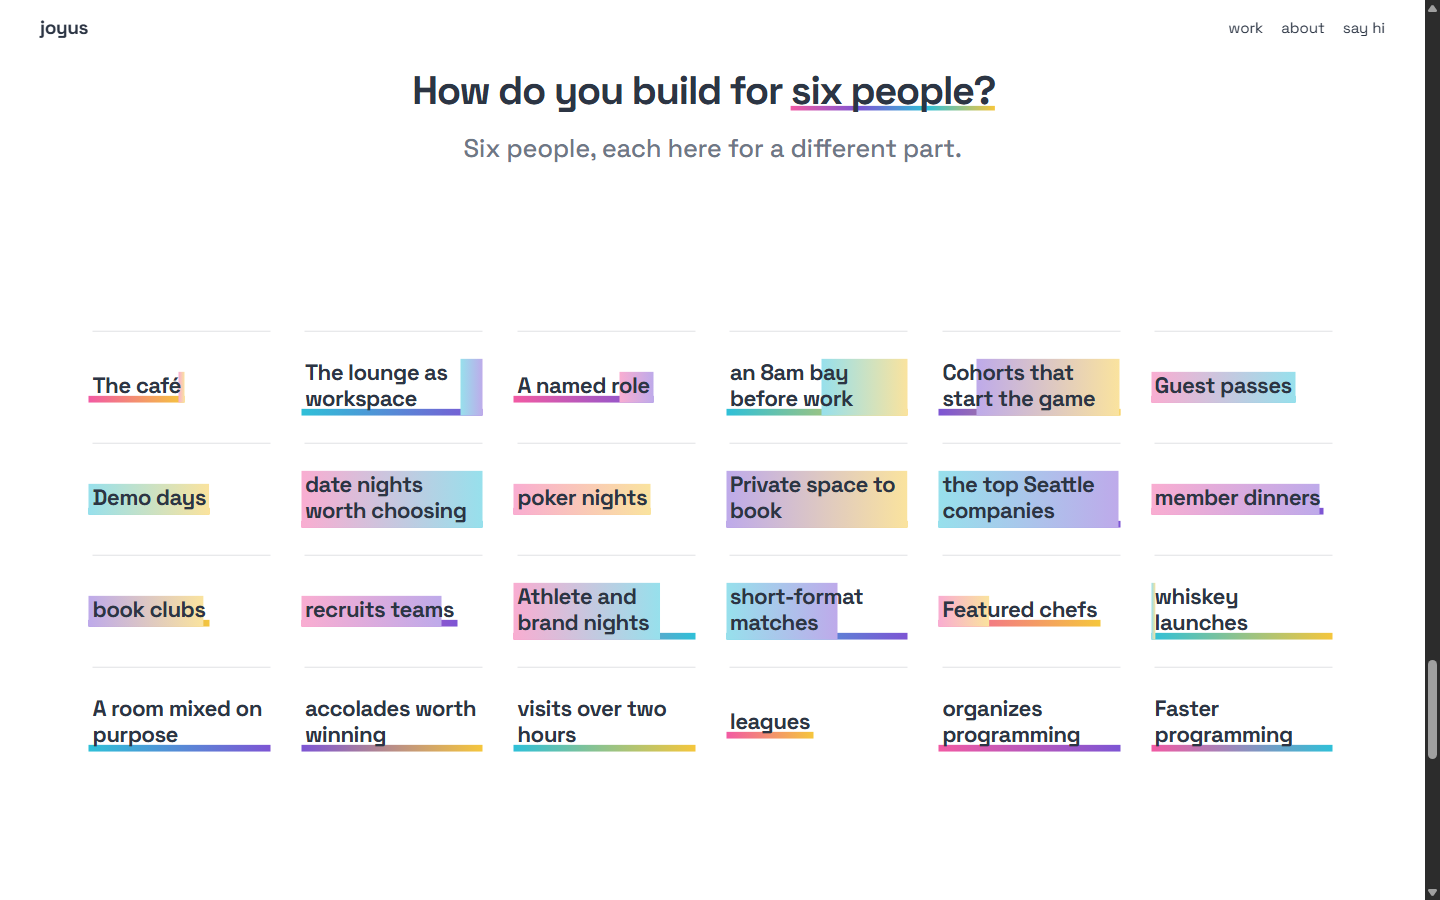 joyus
work about say hi
How do you build for six people?
Six people, each here for a different part.
The café
The lounge as
workspace
A named role
an 8am bay
before work
Cohorts that
start the game
Guest passes
Demo days
date nights
worth choosing
poker nights
Private space to
book
the top Seattle
companies
member dinners
book clubs
recruits teams
Athlete and
brand nights
short-format
matches
Featured chefs
whiskey
launches
A room mixed on
purpose
accolades worth
winning
visits over two
hours
leagues
organizes
programming
Faster
programming